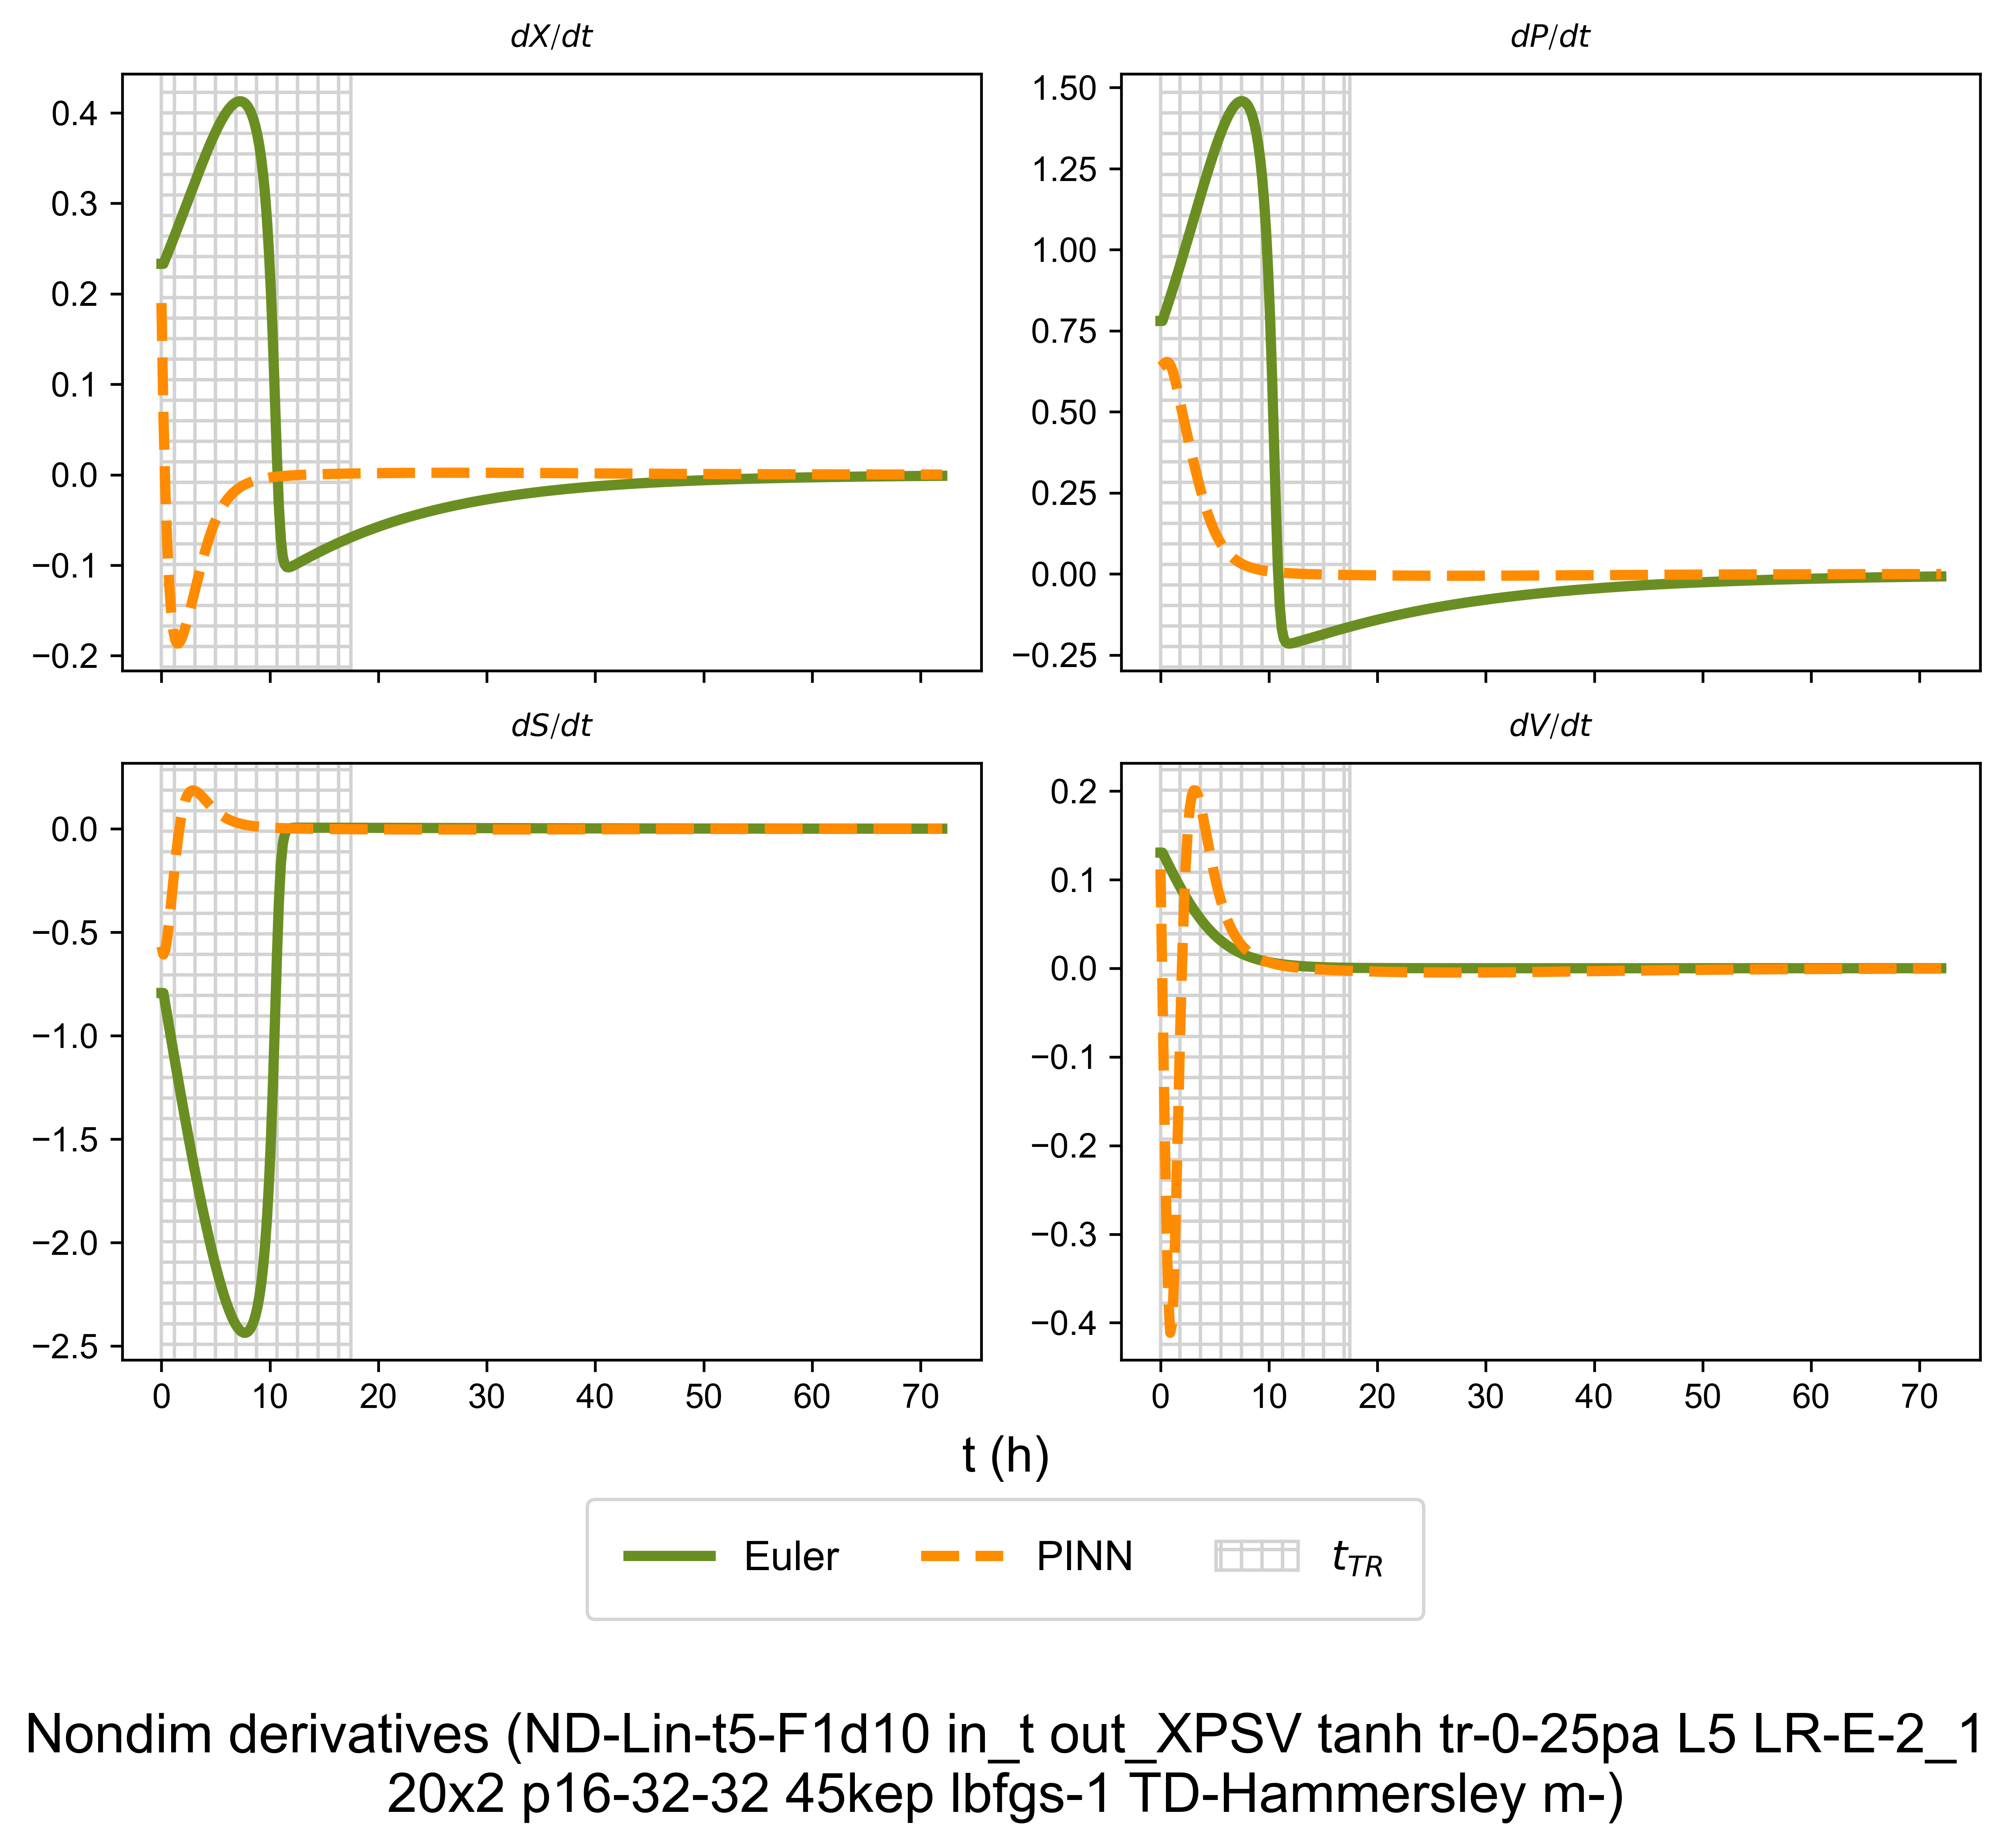 dX/dt
dP/dt
0.4
0.3
0.2
0.1
0.0
−0.1
−0.2
1.50
1.25
1.00
0.75
0.50
0.25
0.00
−0.25
dS/dt
dV/dt
0.0
−0.5
−1.0
−1.5
−2.0
−2.5
0.2
0.1
0.0
−0.1
−0.2
−0.3
−0.4
0 10 20 30 40 50 60 70
0 10 20 30 40 50 60 70
t (h)
Euler PINN t_{TR}
Nondim derivatives (ND-Lin-t5-F1d10 in_t out_XPSV tanh tr-0-25pa L5 LR-E-2_1
20x2 p16-32-32 45kep lbfgs-1 TD-Hammersley m-)